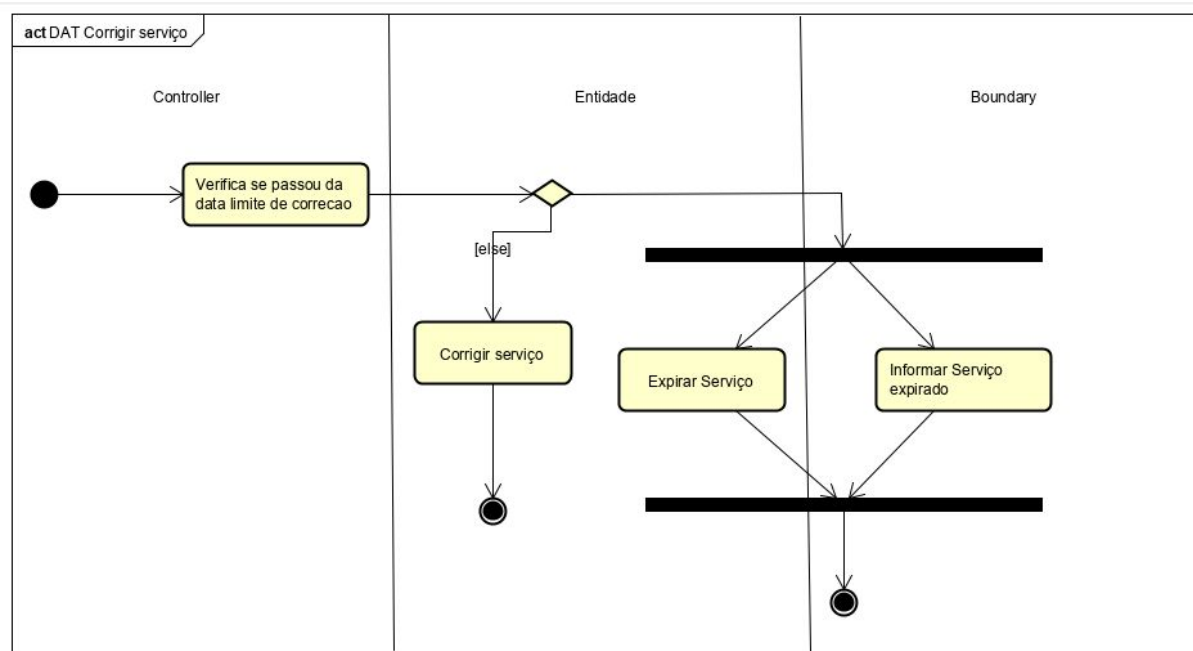 act DAT Corrigir serviço
Controller
Entidade
Boundary
Verifica se passou da
data limite de correcao
[else]
Corrigir serviço
Expirar Serviço
Informar Serviço
expirado